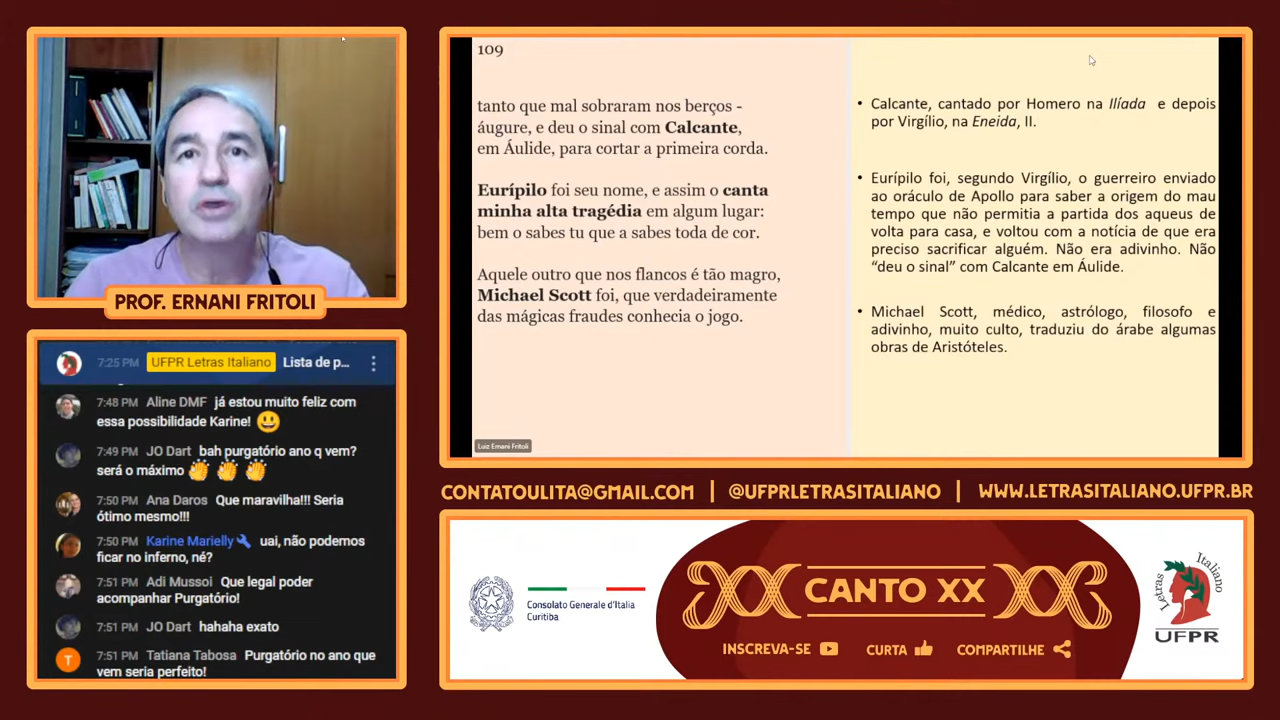 PROF. ERNANI FRITOLI
7:25 PM UFPR Letras Italiano Lista de p...
7:48 PM Aline DMF já estou muito feliz com
essa possibilidade Karine!
7:49 PM JO Dart bah purgatório ano q vem?
será o máximo
7:50 PM Ana Daros Que maravilha!!! Seria
ótimo mesmo!!!
7:50 PM Karine Marielly uai, não podemos
ficar no inferno, né?
7:51 PM Adi Mussoi Que legal poder
acompanhar Purgatório!
7:51 PM JO Dart hahaha exato
T
7:51 PM Tatiana Tabosa Purgatório no ano que
vem seria perfeito!
109
tanto que mal sobraram nos berços -
áugure, e deu o sinal com Calcante,
em Áulide, para cortar a primeira corda.
Eurípilo foi seu nome, e assim o canta
minha alta tragédia em algum lugar:
bem o sabes tu que a sabes toda de cor.
Aquele outro que nos flancos é tão magro,
Michael Scott foi, que verdadeiramente
das mágicas fraudes conhecia o jogo.
Luiz Ernani Fritoli
• Calcante, cantado por Homero na Ilíada e depois
por Virgílio, na Eneida, II.
• Eurípilo foi, segundo Virgílio, o guerreiro enviado
ao oráculo de Apollo para saber a origem do mau
tempo que não permitia a partida dos aqueus de
volta para casa, e voltou com a notícia de que era
preciso sacrificar alguém. Não era adivinho. Não
“deu o sinal” com Calcante em Áulide.
• Michael Scott, médico, astrólogo, filosofo e
adivinho, muito culto, traduziu do árabe algumas
obras de Aristóteles.
CONTATOULITA@GMAIL.COM | @UFPRLETRASITALIANO | WWW.LETRASITALIANO.UFPR.BR
Consolato Generale d'Italia
Curitiba
XX CANTO XX XX
INSCREVA-SE CURTA COMPARTILHE
Letras Italiano
UFPR